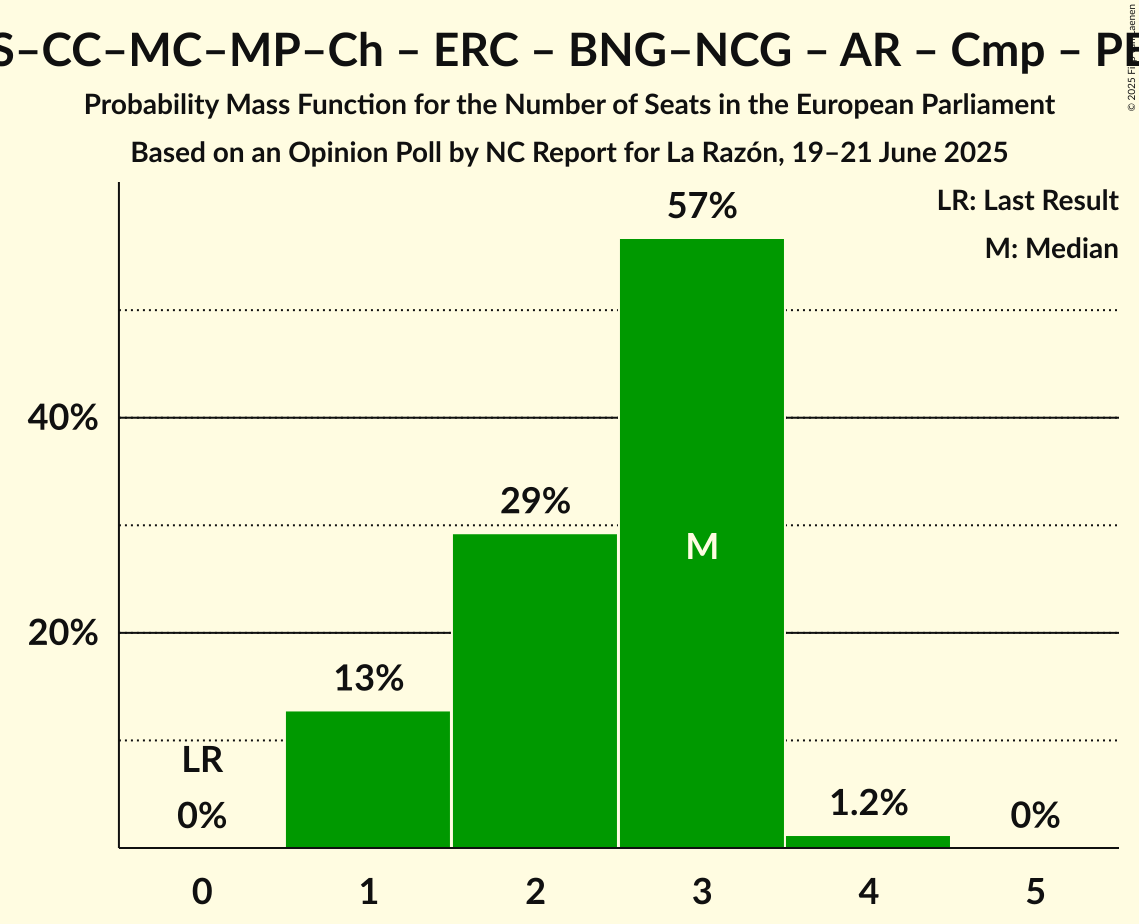 S–CC–MC–MP–Ch – ERC – BNG–NCG – AR – Cmp –
Probability Mass Function for the Number of Seats in the European Parliament
Based on an Opinion Poll by NC Report for La Razón, 19–21 June 2025
© 2025
LR: Last Result
M: Median
57%
40%
29%
M
20%
13%
LR
1.2%
0%
0%
0 1 2 3 4 5